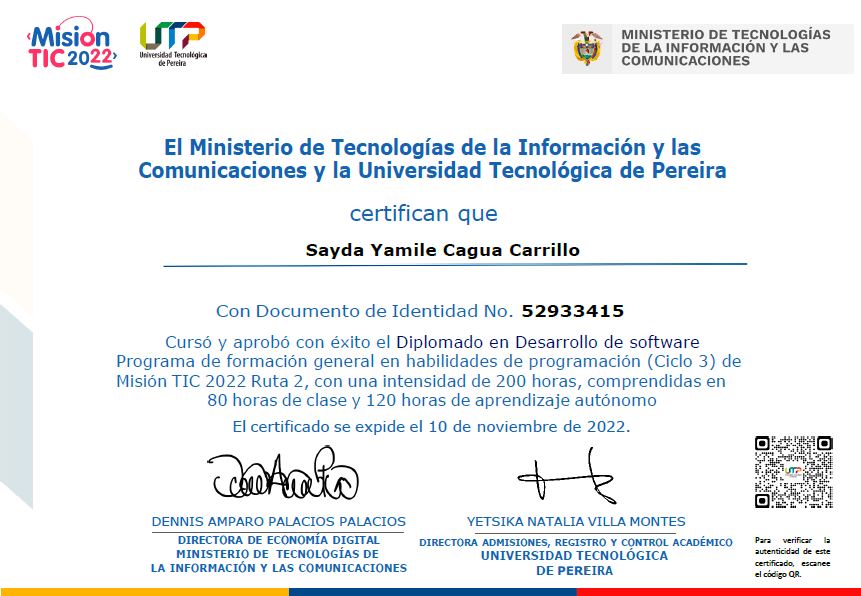 Misión
TIC 2022
UTP
Universidad Tecnológica
de Pereira
MINISTERIO DE TECNOLOGÍAS
DE LA INFORMACIÓN Y LAS
COMUNICACIONES
El Ministerio de Tecnologías de la Información y las
Comunicaciones y la Universidad Tecnológica de Pereira
certifican que
Sayda Yamile Cagua Carrillo
Con Documento de Identidad No. 52933415
Cursó y aprobó con éxito el Diplomado en Desarrollo de software
Programa de formación general en habilidades de programación (Ciclo 3) de
Misión TIC 2022 Ruta 2, con una intensidad de 200 horas, comprendidas en
80 horas de clase y 120 horas de aprendizaje autónomo
El certificado se expide el 10 de noviembre de 2022.
DENNIS AMPARO PALACIOS PALACIOS
DIRECTORA DE ECONOMÍA DIGITAL
MINISTERIO DE TECNOLOGÍAS DE
LA INFORMACIÓN Y LAS COMUNICACIONES
YETSIKA NATALIA VILLA MONTES
DIRECTORA ADMISIONES, REGISTRO Y CONTROL ACADÉMICO
UNIVERSIDAD TECNOLÓGICA
DE PEREIRA
UTP
Para verificar la
autenticidad de este
certificado, escanee
el código QR.